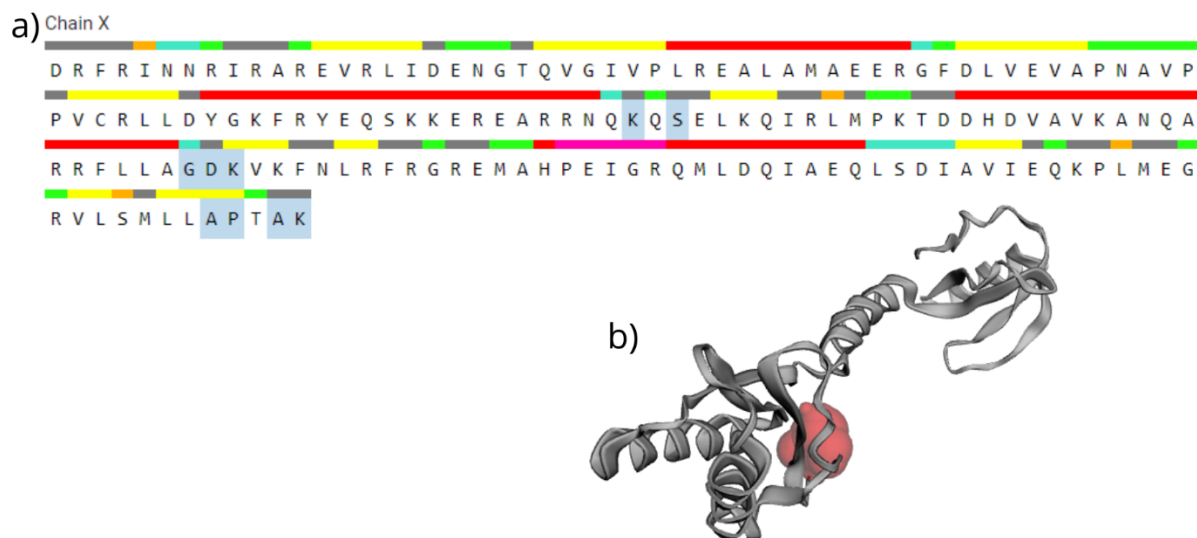 a) Chain X
D R F R I N N R I R A R E V R L I D E N G T Q V G I V P L R E A L A M A E E R G F D L V E V A P N A V P
P V C R L L D Y G K F R Y E Q S K K E R E A R R N Q K Q S E L K Q I R L M P K T D D H D V A V K A N Q A
R R F L L A G D K V K F N L R F R G R E M A H P E I G R Q M L D Q I A E Q L S D I A V I E Q K P L M E G
R V L S M L L A P T A K
b)